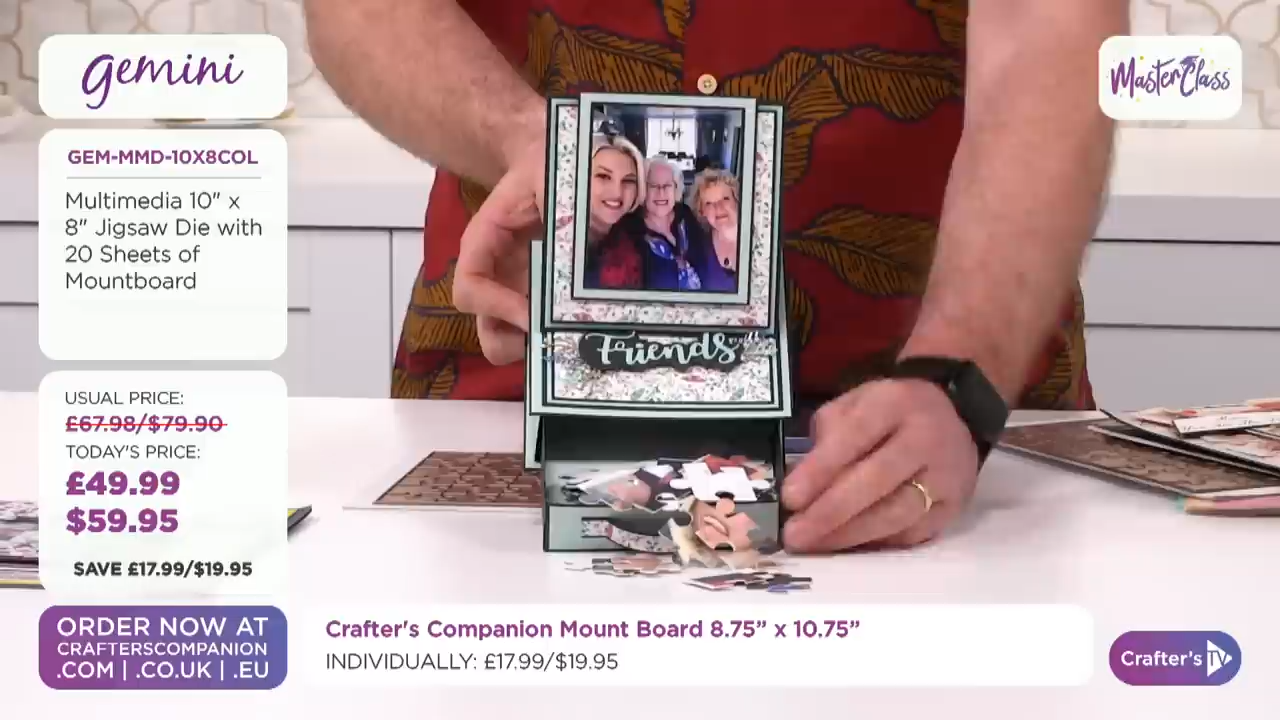 gemini
GEM-MMD-10X8COL
Multimedia 10" x
8" Jigsaw Die with
20 Sheets of
Mountboard
USUAL PRICE:
£67.98/$79.90
TODAY'S PRICE:
£49.99
$59.95
SAVE £17.99/$19.95
ORDER NOW AT
CRAFTERSCOMPANION
.COM | .CO.UK | .EU
MasterClass
Friends
Crafter's Companion Mount Board 8.75” x 10.75”
INDIVIDUALLY: £17.99/$19.95
Crafter's TV